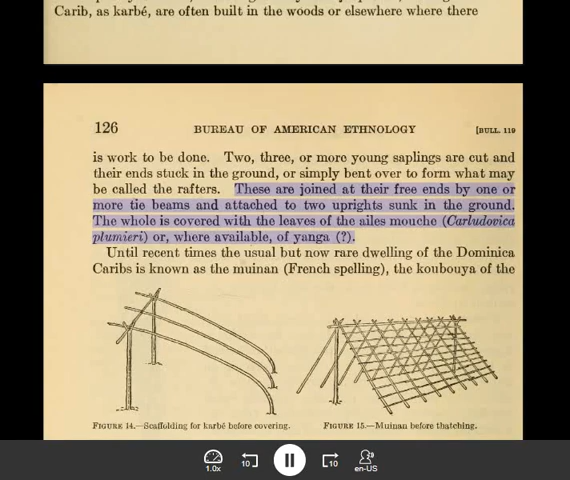 Carib, as karbé, are often built in the woods or elsewhere where there
126 BUREAU OF AMERICAN ETHNOLOGY [BULL. 119
is work to be done. Two, three, or more young saplings are cut and
their ends stuck in the ground, or simply bent over to form what may
be called the rafters. These are joined at their free ends by one or
more tie beams and attached to two uprights sunk in the ground.
The whole is covered with the leaves of the ailes mouche (Carludovica
plumieri) or, where available, of yanga (?).
Until recent times the usual but now rare dwelling of the Dominica
Caribs is known as the muinan (French spelling), the koubouya of the
FIGURE 14.—Scaffolding for karbé before covering.
FIGURE 15.—Muinan before thatching.
1.0x
10
10
en-US